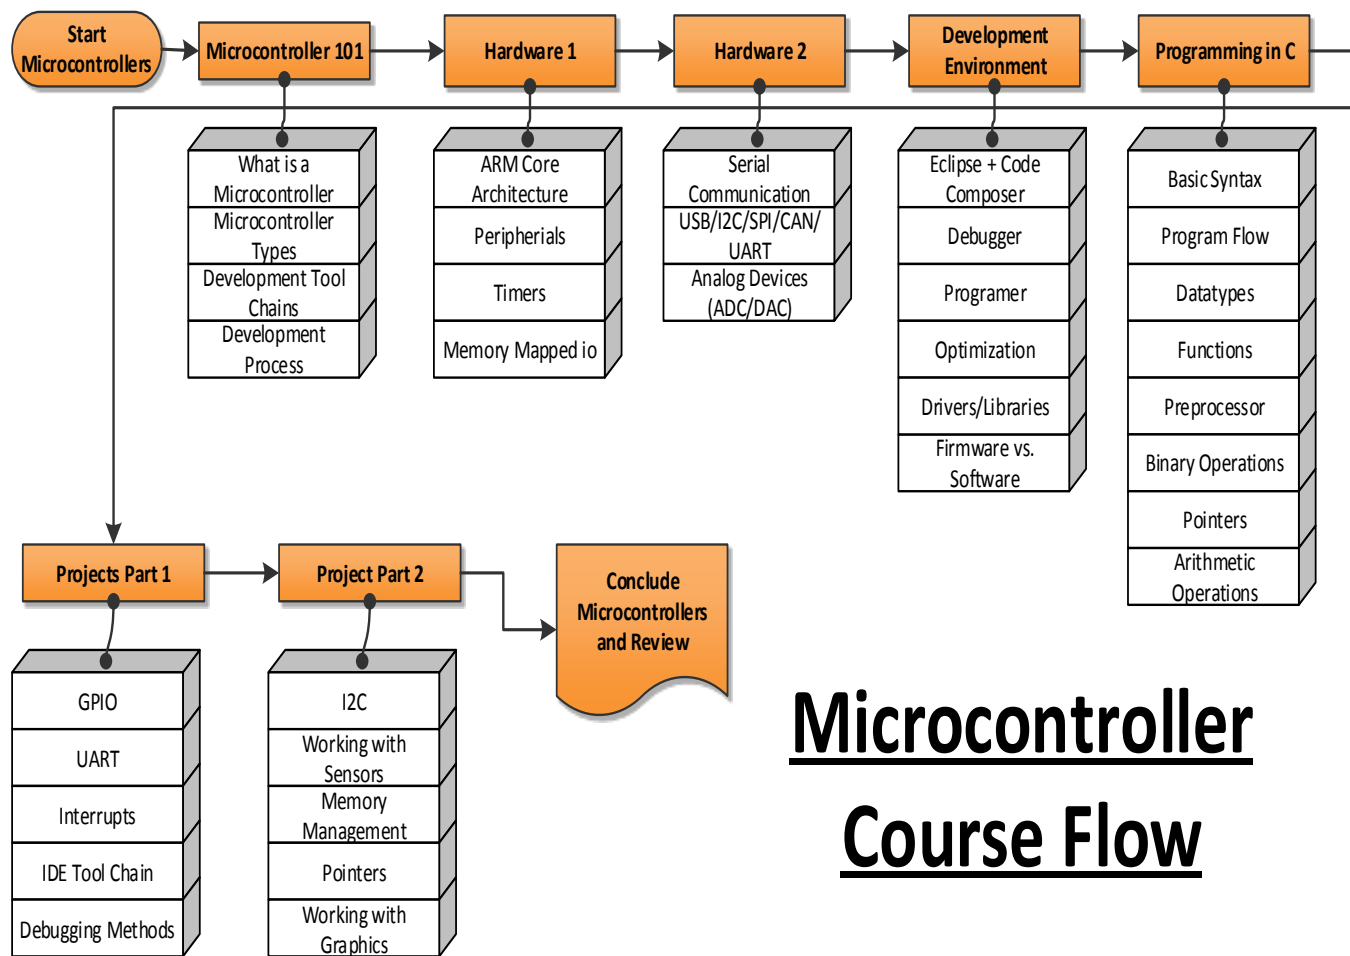 Start
Microcontrollers
Microcontroller 101
Hardware 1
Hardware 2
Development
Environment
Programming in C
What is a
Microcontroller
Microcontroller
Types
Development Tool
Chains
Development
Process
ARM Core
Architecture
Peripherials
Timers
Memory Mapped io
Serial
Communication
USB/I2C/SPI/CAN/
UART
Analog Devices
(ADC/DAC)
Eclipse + Code
Composer
Debugger
Programer
Optimization
Drivers/Libraries
Firmware vs.
Software
Basic Syntax
Program Flow
Datatypes
Functions
Preprocessor
Binary Operations
Pointers
Arithmetic
Operations
Projects Part 1
Project Part 2
Conclude
Microcontrollers
and Review
GPIO
UART
Interrupts
IDE Tool Chain
Debugging Methods
I2C
Working with
Sensors
Memory
Management
Pointers
Working with
Graphics
Microcontroller
Course Flow